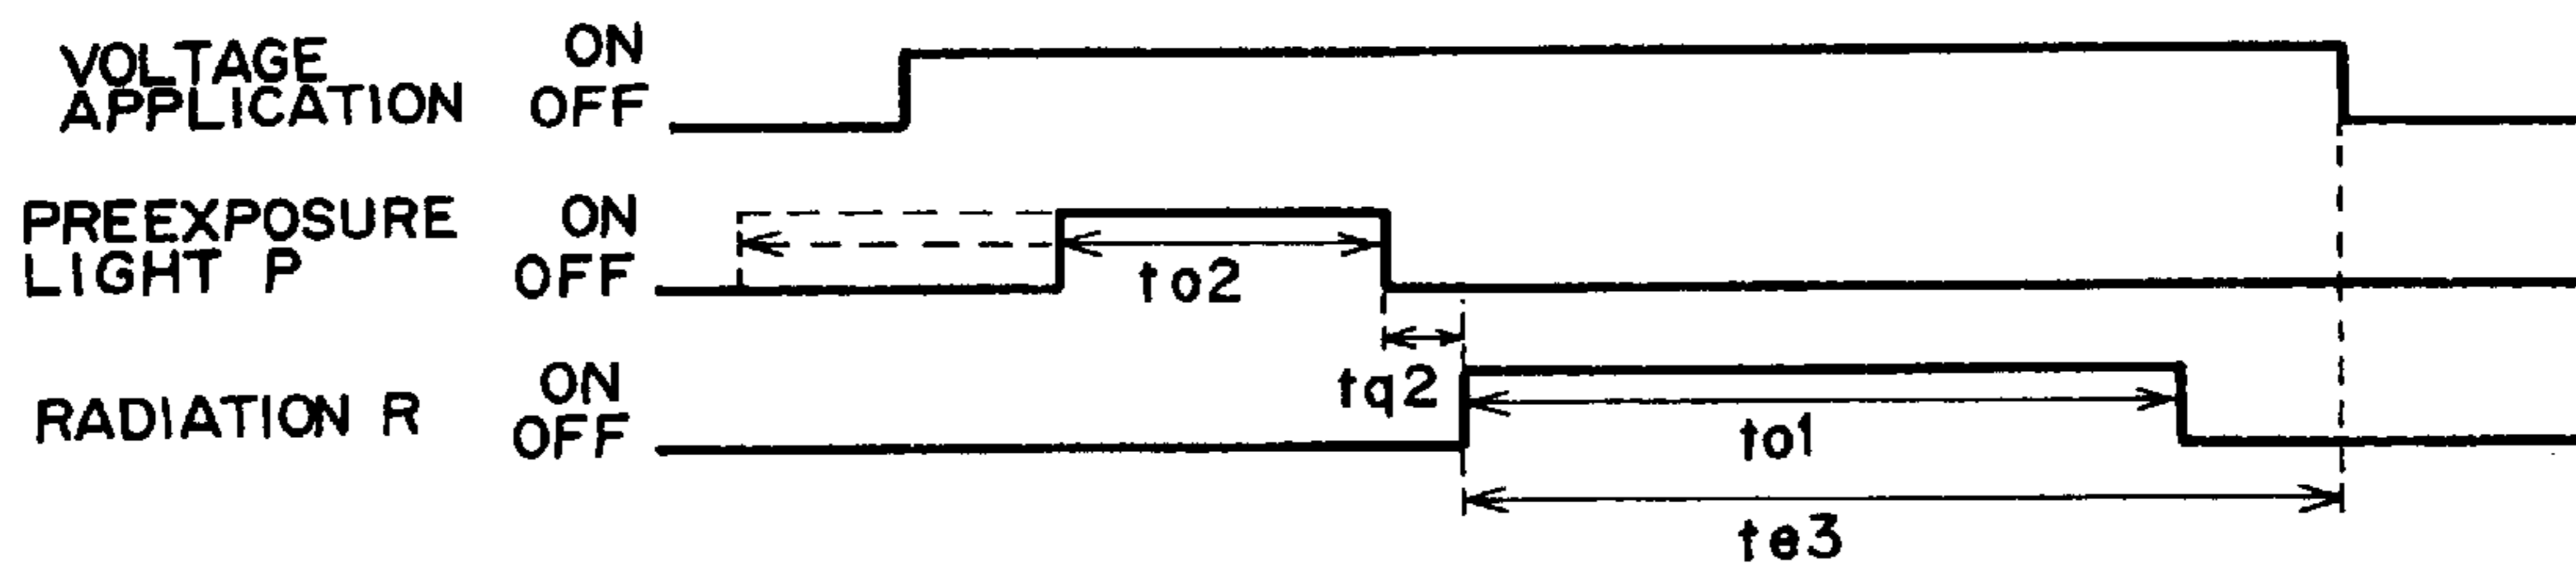 VOLTAGE
APPLICATION
ON
OFF
PREEXPOSURE
LIGHT P
ON
OFF
to2
tq2
RADIATION R
ON
OFF
to1
te3